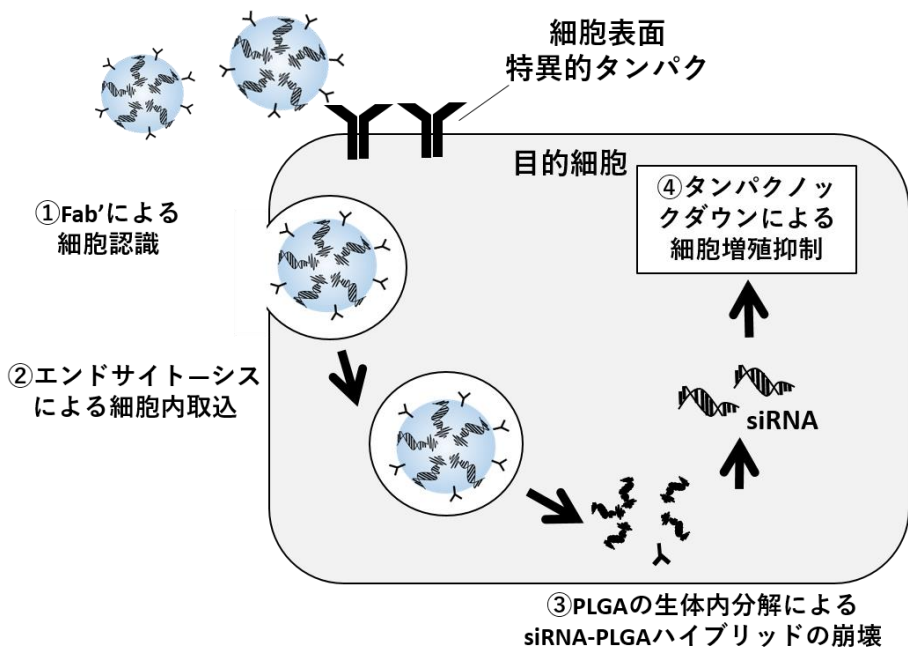 細胞表面
特異的タンパク
目的細胞
①Fab’による
細胞認識
②エンドサイト―シス
による細胞内取込
④タンパクノッ
クダウンによる
細胞増殖抑制
siRNA
③PLGAの生体内分解による
siRNA-PLGAハイブリッドの崩壊